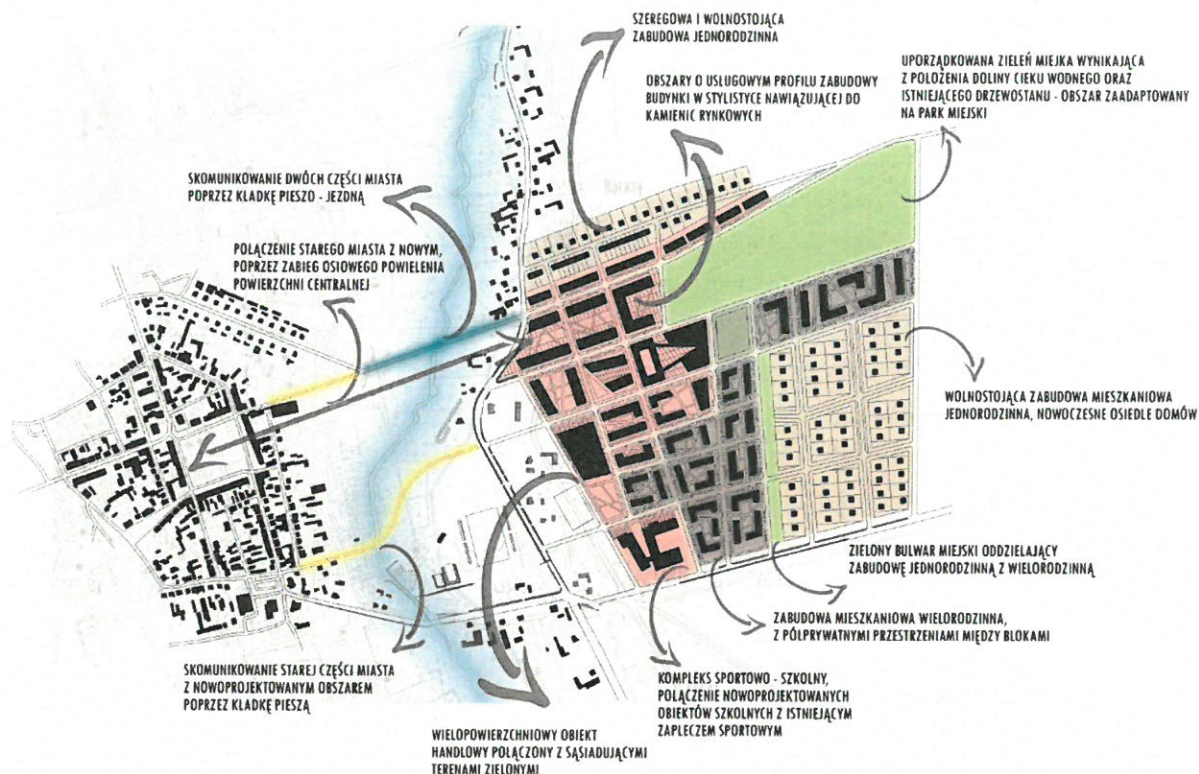 SZEREGOWA I WOLNOSTOJĄCA
ZABUDOWA JEDNORODZINNA
OBSZARY O USŁUGOWYM PROFILU ZABUDOWY
BUDYNKI W STYLISTYCE NAWIĄZUJĄCEJ DO
KAMIENIC RYNKOWYCH
UPORZĄDKOWANA ZIELEŃ MIEJKA WYNIKAJĄCA
Z POŁOŻENIA DOLINY CIEKU WODNEGO ORAZ
ISTNIEJĄCEGO DRZEWOSTANU - OBSZAR ZAADAPTOWANY
NA PARK MIEJSKI
SKOMUNIKOWANIE DWÓCH CZĘŚCI MIASTA
POPRZEZ KŁADKĘ PIESZO - JEZDNĄ
POŁĄCZENIE STAREGO MIASTA Z NOWYM,
POPRZEZ ZABIEG OSIOWEGO POWIELENIA
POWIERZCHNI CENTRALNEJ
WOLNOSTOJĄCA ZABUDOWA MIESZKANIOWA
JEDNORODZINNA, NOWOCZESNE OSIEDLE DOMÓW
ZIELONY BULWAR MIEJSKI ODDZIELAJĄCY
ZABUDOWĘ JEDNORODZINNĄ Z WIELORODZINNĄ
ZABUDOWA MIESZKANIOWA WIELORODZINNA,
Z PÓŁPRYWATNYMI PRZESTRZENIAMI MIĘDZY BLOKAMI
SKOMUNIKOWANIE STAREJ CZĘŚCI MIASTA
Z NOWOPROJEKTOWANYM OBSZAREM
POPRZEZ KŁADKĘ PIESZĄ
KOMPLEKS SPORTOWO - SZKOLNY,
POŁĄCZENIE NOWOPROJEKTOWANYCH
OBIEKTÓW SZKOLNYCH Z ISTNIEJĄCYM
ZAPLECZEM SPORTOWYM
WIELOPOWIERZCHNIOWY OBIEKT
HANDLOWY POŁĄCZONY Z SĄSIADUJĄCYMI
TERENAMI ZIELONYMI